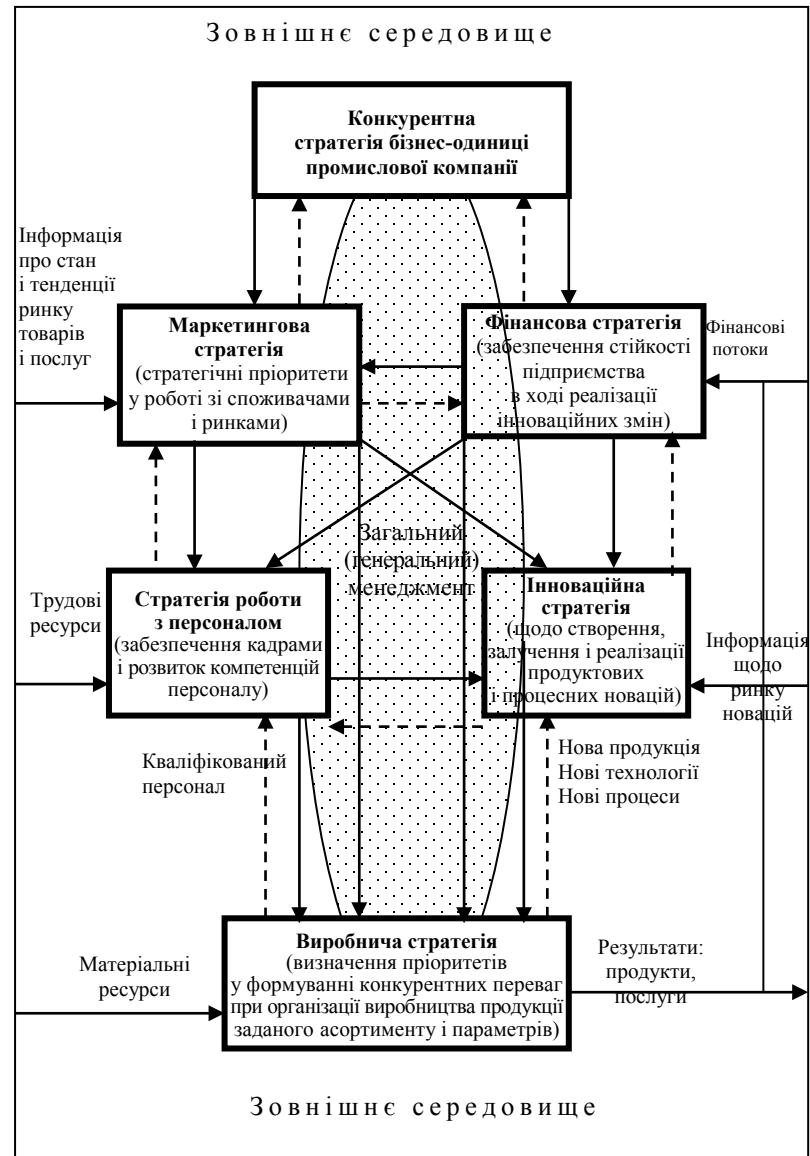 Зовнішнє середовище
Конкурентна
стратегія бізнес-одиниці
промислової компанії
Інформація
про стан
і тенденції
ринку
товарів
і послуг
Маркетингова
стратегія
(стратегічні пріоритети
у роботі зі споживачами
і ринками)
Фінансова стратегія
(забезпечення стійкості
підприємства
в ході реалізації
інноваційних змін)
Фінансові
потоки
Загальний
(генеральний)
менеджмент
Трудові
ресурси
Стратегія роботи
з персоналом
(забезпечення кадрами
і розвиток компетенцій
персоналу)
Інноваційна
стратегія
(щодо створення,
залучення і реалізації
продуктових
і процесних новацій)
Інформація
щодо
ринку
новацій
Кваліфікований
персонал
Нова продукція
Нові технології
Нові процеси
Матеріальні
ресурси
Виробнича стратегія
(визначення пріоритетів
у формуванні конкурентних переваг
при організації виробництва продукції
заданого асортименту і параметрів)
Результати:
продукти,
послуги
Зовнішнє середовище